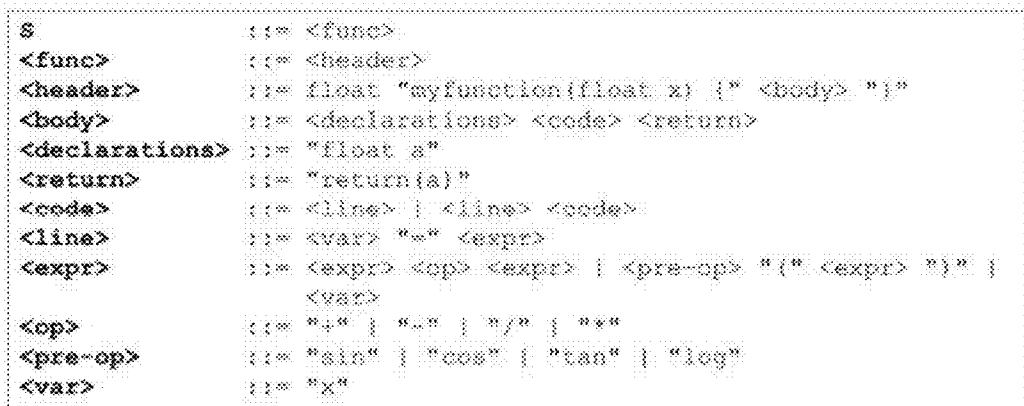 S ::= <func>
<func> ::= <header>
<header> ::= float "myfunction(float x) {" <body> "}"
<body> ::= <declarations> <code> <return>
<declarations> ::= "float a"
<return> ::= "return(a)"
<code> ::= <line> | <line> <code>
<line> ::= <var> "=" <expr>
<expr> ::= <expr> <op> <expr> | <pre-op> "(" <expr> ")" |
<var>
<op> ::= "+" | "-" | "/" | "*"
<pre-op> ::= "sin" | "cos" | "tan" | "log"
<var> ::= "x"